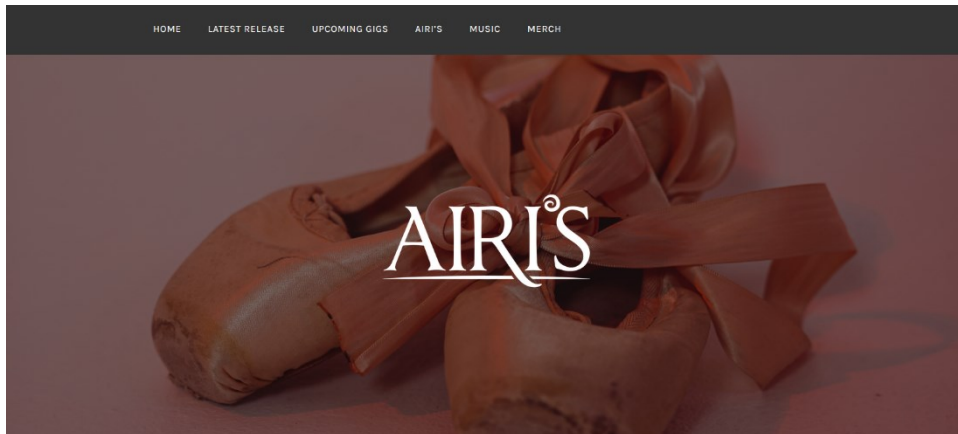 HOME LATEST RELEASE UPCOMING GIGS AIRI'S MUSIC MERCH
AIRI'S